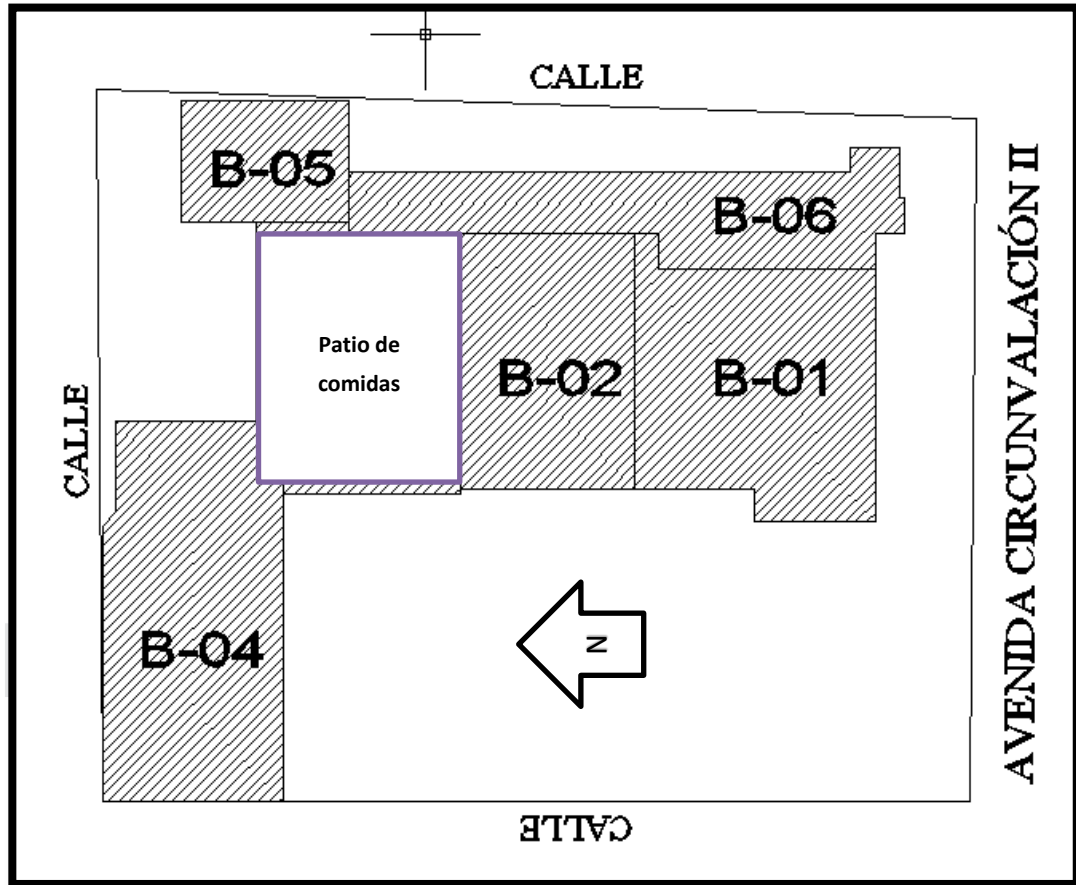 CALLE
B-05
B-06
Patio de
comidas
B-02
B-01
CALLE
AVENIDA CIRCUNVALACIÓN II
B-04
N
CALLE